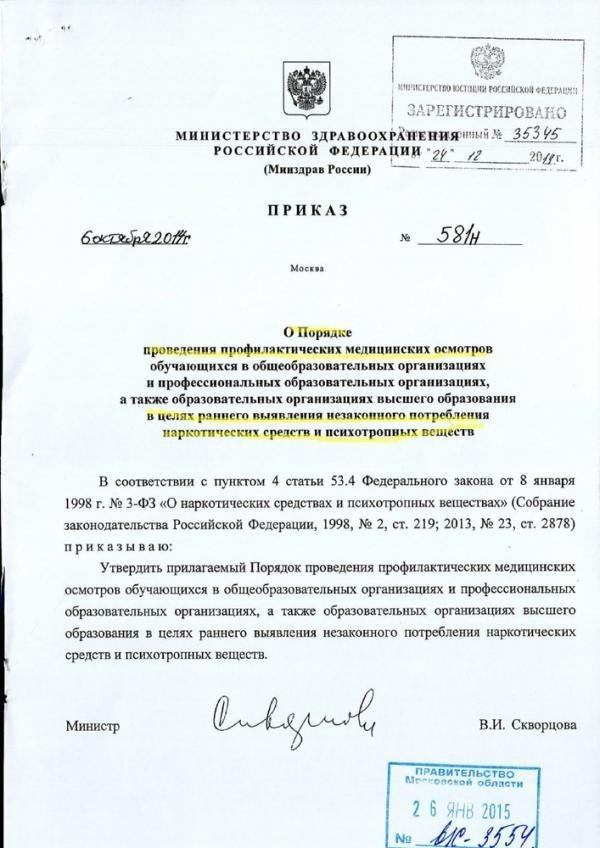 МИНИСТЕРСТВО ЮСТИЦИИ РОССИЙСКОЙ ФЕДЕРАЦИИ
ЗАРЕГИСТРИРОВАНО
Регистрационный № 35345
от "24" 12 2014г.
МИНИСТЕРСТВО ЗДРАВООХРАНЕНИЯ
РОССИЙСКОЙ ФЕДЕРАЦИИ
(Минздрав России)
ПРИКАЗ
6 октября 2014г. № 581н
Москва
О Порядке
проведения профилактических медицинских осмотров
обучающихся в общеобразовательных организациях
и профессиональных образовательных организациях,
а также образовательных организациях высшего образования
в целях раннего выявления незаконного потребления
наркотических средств и психотропных веществ
В соответствии с пунктом 4 статьи 53.4 Федерального закона от 8 января
1998 г. № 3-ФЗ «О наркотических средствах и психотропных веществах» (Собрание
законодательства Российской Федерации, 1998, № 2, ст. 219; 2013, № 23, ст. 2878)
приказываю:
Утвердить прилагаемый Порядок проведения профилактических медицинских
осмотров обучающихся в общеобразовательных организациях и профессиональных
образовательных организациях, а также образовательных организациях высшего
образования в целях раннего выявления незаконного потребления наркотических
средств и психотропных веществ.
Министр В.И. Скворцова
ПРАВИТЕЛЬСТВО
Московской области
26 ЯНВ 2015
№ вк-3554